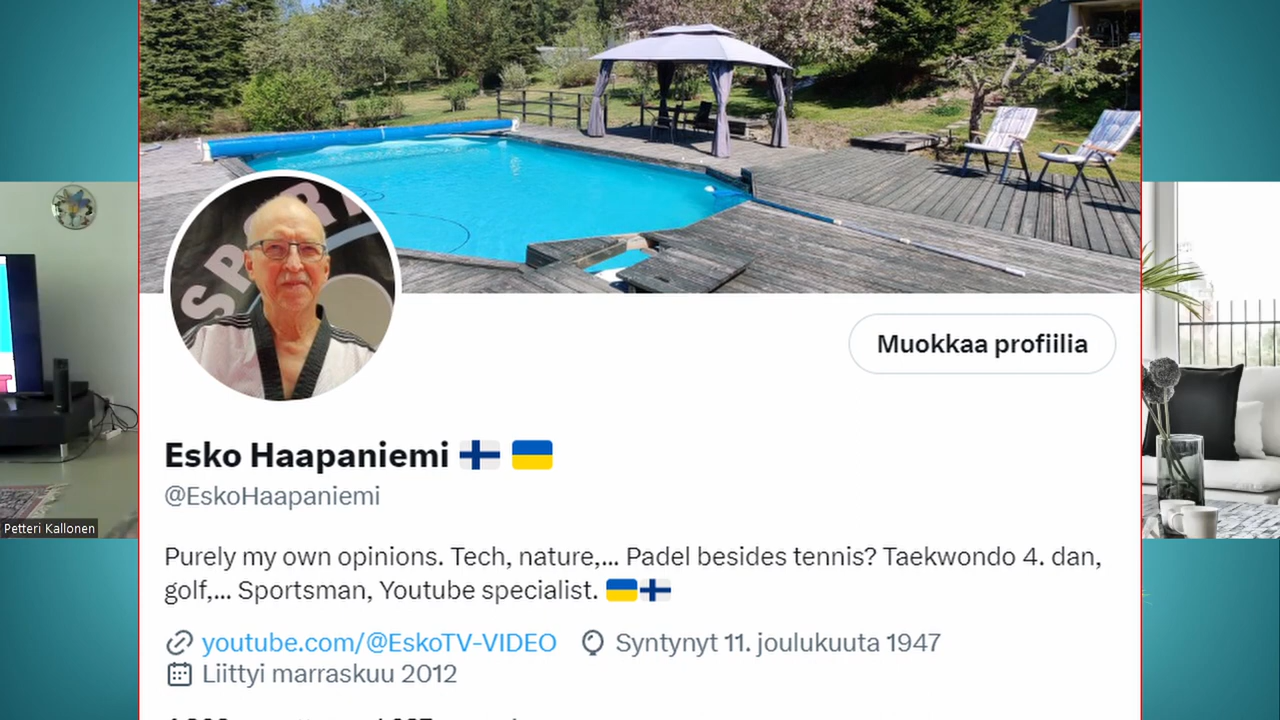 SPORT
Muokkaa profiilia
Esko Haapaniemi
@EskoHaapaniemi
Petteri Kallonen
Purely my own opinions. Tech, nature,... Padel besides tennis? Taekwondo 4. dan,
golf,... Sportsman, Youtube specialist.
youtube.com/@EskoTV-VIDEO Syntynyt 11. joulukuuta 1947
Liittyi marraskuu 2012